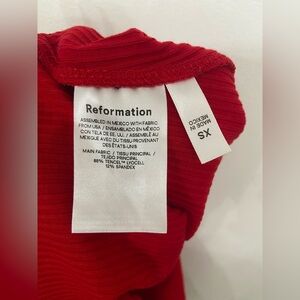 Reformation
ASSEMBLED IN MEXICO WITH FABRIC
FROM USA / ENSAMBLADO EN MÉXICO
CON TELA DE EE. UU. / ASSEMBLÉ AU
MEXIQUE AVEC DU TISSU PROVENANT
DES ÉTATS-UNIS
MAIN FABRIC / TISSU PRINCIPAL /
TEJIDO PRINCIPAL
88% TENCEL™ LYOCELL
12% SPANDEX
XS
MADE IN
MEXICO